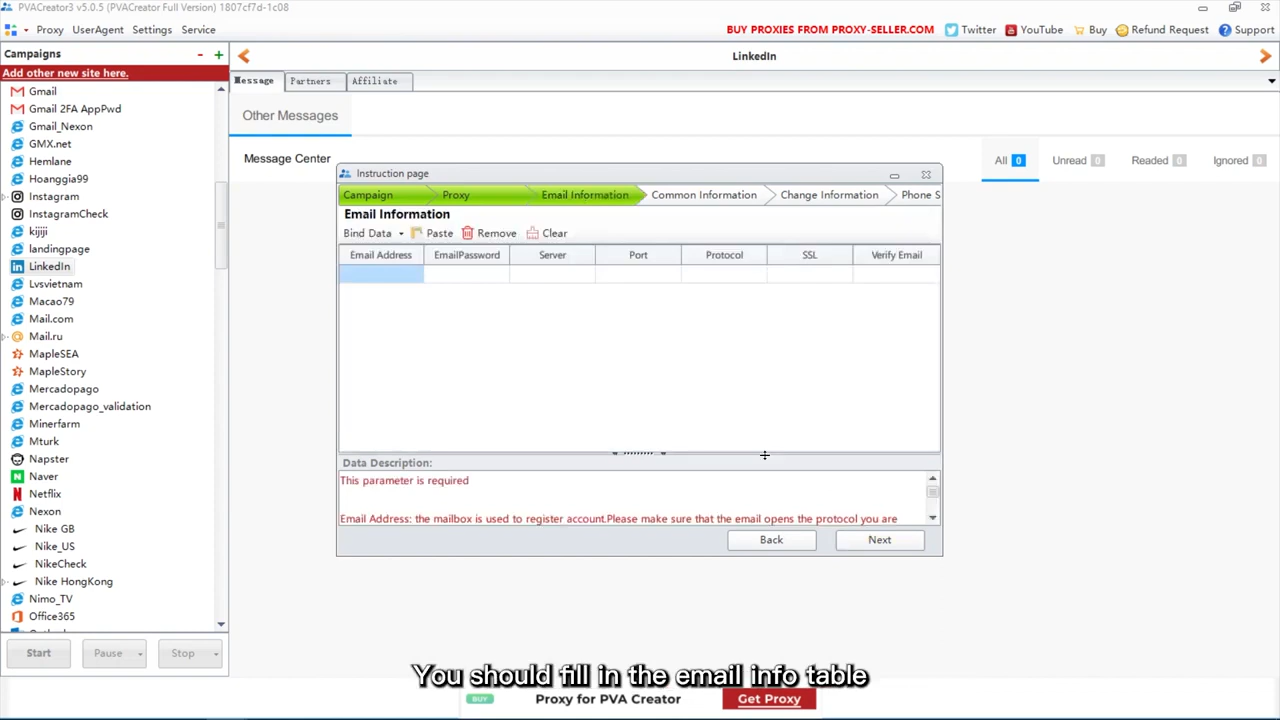 PVACreator3 v5.0.5 (PVACreator Full Version) 1807cf7d-1c08
Proxy UserAgent Settings Service
BUY PROXIES FROM PROXY-SELLER.COM Twitter YouTube Buy Refund Request Support
Campaigns - +
LinkedIn
Add other new site here.
Message Partners Affiliate
Gmail
Gmail 2FA AppPwd
Gmail_Nexon
GMX.net
Hemlane
Hoanggia99
Instagram
InstagramCheck
kijiji
landingpage
LinkedIn
Lvsvietnam
Macao79
Mail.com
Mail.ru
MapleSEA
MapleStory
Mercadopago
Mercadopago_validation
Minerfarm
Mturk
Napster
Naver
Netflix
Nexon
Nike GB
Nike_US
NikeCheck
Nike HongKong
Nimo_TV
Office365
Start Pause Stop
Other Messages
Message Center
All 0 Unread 0 Readed 0 Ignored 0
Instruction page
Campaign Proxy Email Information Common Information Change Information Phone S
Email Information
Bind Data Paste Remove Clear
Email Address EmailPassword Server Port Protocol SSL Verify Email
Data Description:
This parameter is required
Email Address: the mailbox is used to register account.Please make sure that the email opens the protocol you are
Back Next
You should fill in the email info table
BUY Proxy for PVA Creator Get Proxy